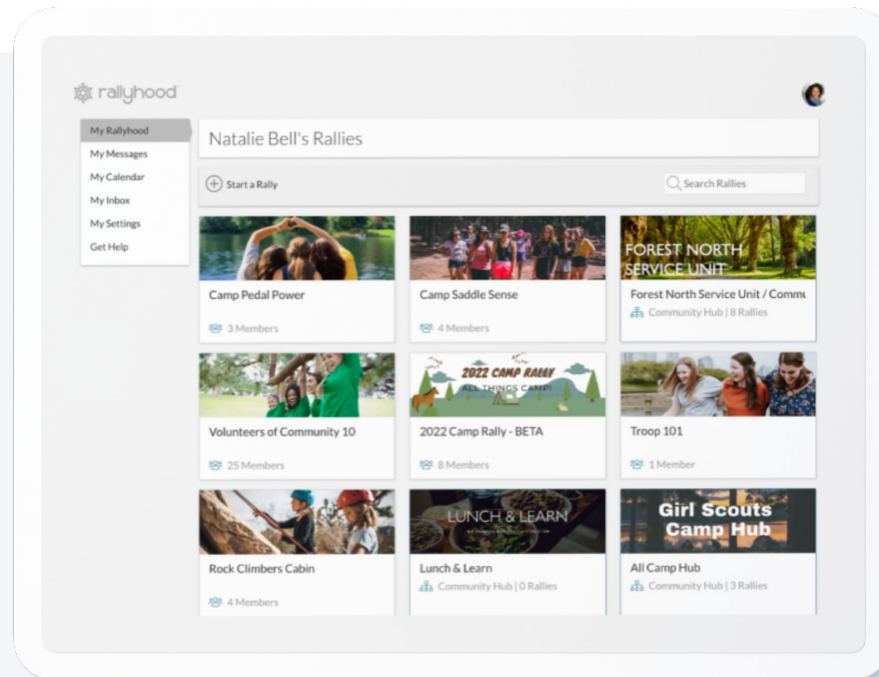 rallyhood
My Rallyhood
My Messages
My Calendar
My Inbox
My Settings
Get Help
Natalie Bell's Rallies
Start a Rally
Search Rallies
Camp Pedal Power
3 Members
Camp Saddle Sense
4 Members
FOREST NORTH
SERVICE UNIT
Forest North Service Unit / Commu
Community Hub | 8 Rallies
Volunteers of Community 10
25 Members
2022 CAMP RALLY
ALL THINGS CAMP!
2022 Camp Rally - BETA
8 Members
Troop 101
1 Member
Rock Climbers Cabin
4 Members
LUNCH & LEARN
Lunch & Learn
Community Hub | 0 Rallies
Girl Scouts
Camp Hub
All Camp Hub
Community Hub | 3 Rallies